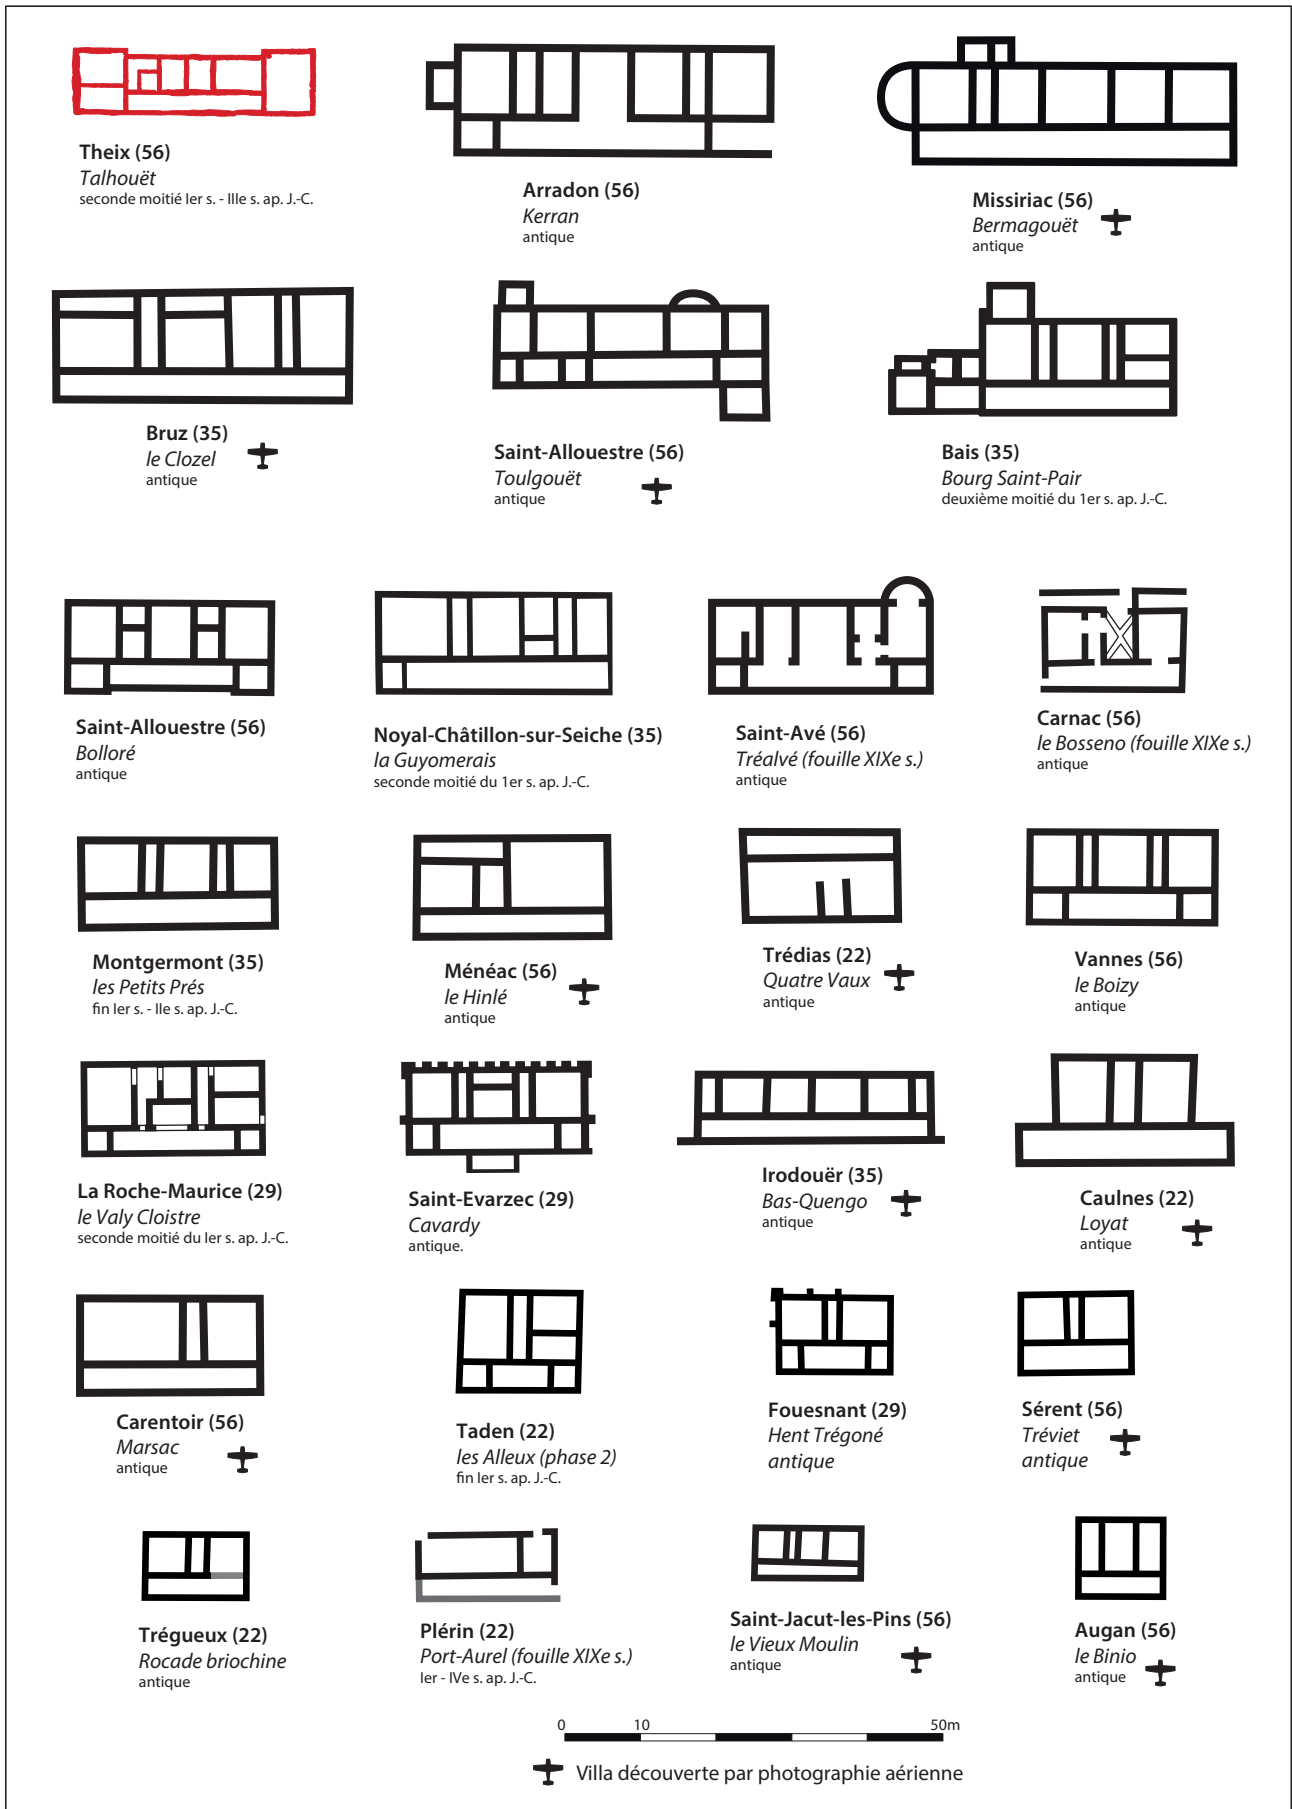 Theix (56)
Talhouët
seconde moitié Ier s. - IIIe s. ap. J.-C.
Arradon (56)
Kerran
antique
Missiriac (56)
Bermagouët
antique
Bruz (35)
le Clozel
antique
Saint-Allouestre (56)
Toulgouët
antique
Bais (35)
Bourg Saint-Pair
deuxième moitié du 1er s. ap. J.-C.
Saint-Allouestre (56)
Bolloré
antique
Noyal-Châtillon-sur-Seiche (35)
la Guyomerais
seconde moitié du 1er s. ap. J.-C.
Saint-Avé (56)
Tréalvé (fouille XIXe s.)
antique
Carnac (56)
le Bosseno (fouille XIXe s.)
antique
Montgermont (35)
les Petits Prés
fin Ier s. - IIe s. ap. J.-C.
Ménéac (56)
le Hinlé
antique
Trédias (22)
Quatre Vaux
antique
Vannes (56)
le Boizy
antique
La Roche-Maurice (29)
le Valy Cloistre
seconde moitié du Ier s. ap. J.-C.
Saint-Evarzec (29)
Cavardy
antique.
Irodouër (35)
Bas-Quengo
antique
Caulnes (22)
Loyat
antique
Carentoir (56)
Marsac
antique
Taden (22)
les Alleux (phase 2)
fin Ier s. ap. J.-C.
Fouesnant (29)
Hent Trégoné
antique
Sérent (56)
Tréviet
antique
Trégueux (22)
Rocade briochine
antique
Plérin (22)
Port-Aurel (fouille XIXe s.)
Ier - IVe s. ap. J.-C.
Saint-Jacut-les-Pins (56)
le Vieux Moulin
antique
Augan (56)
le Binio
antique
0 10 50m
Villa découverte par photographie aérienne